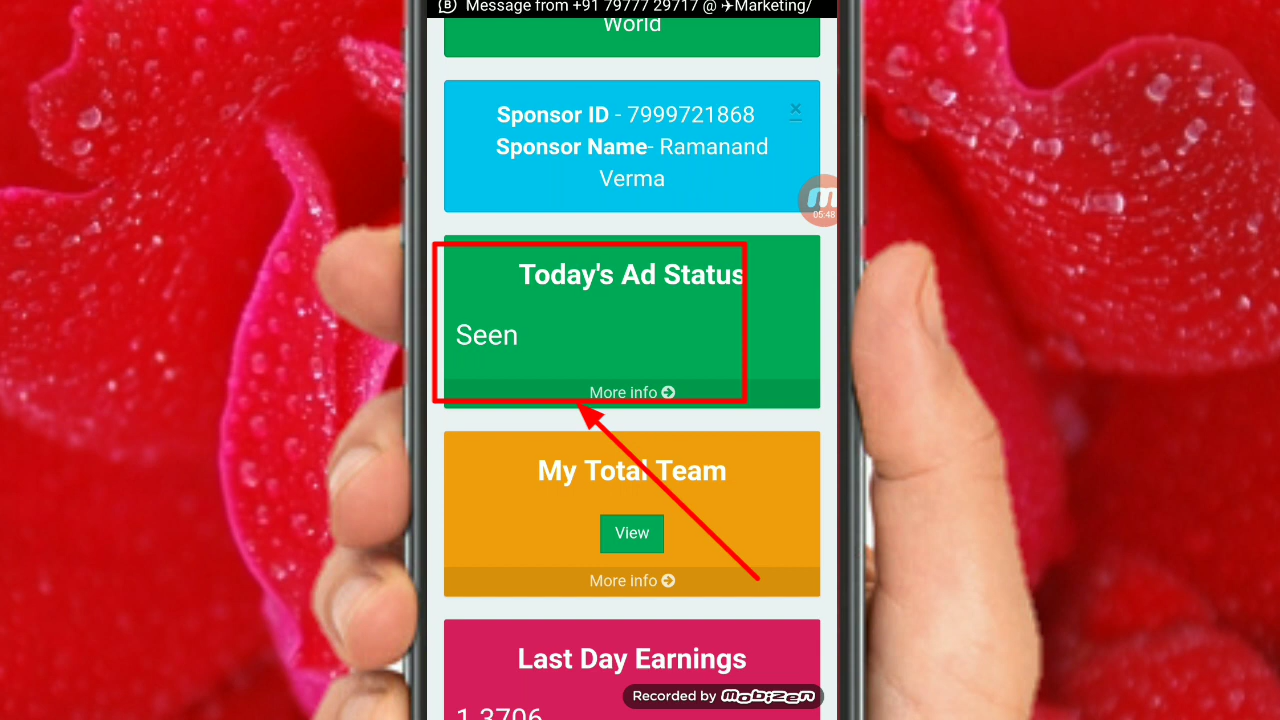 Message from +91 79777 29717 @ ✈Marketing/
World
Sponsor ID - 7999721868
Sponsor Name- Ramanand
Verma
05:48
Today's Ad Status
Seen
More info
My Total Team
View
More info
Last Day Earnings
Recorded by mobizen
1.3706